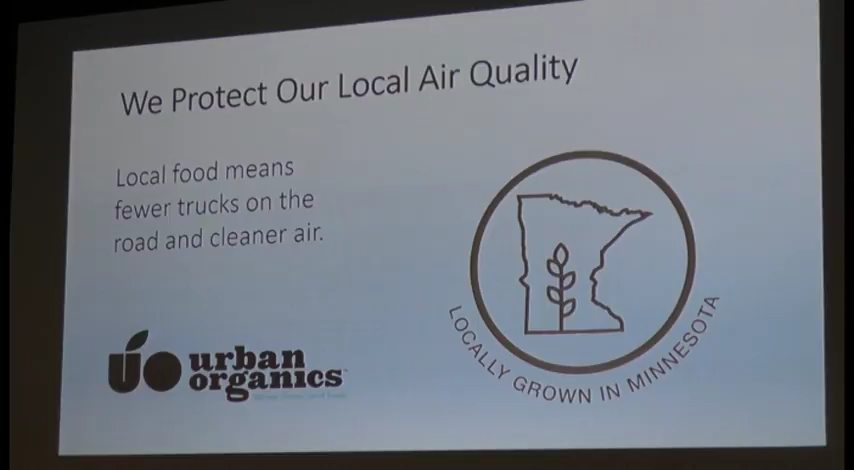 We Protect Our Local Air Quality
Local food means
fewer trucks on the
road and cleaner air.
urban
organics
LOCALLY GROWN IN MINNESOTA